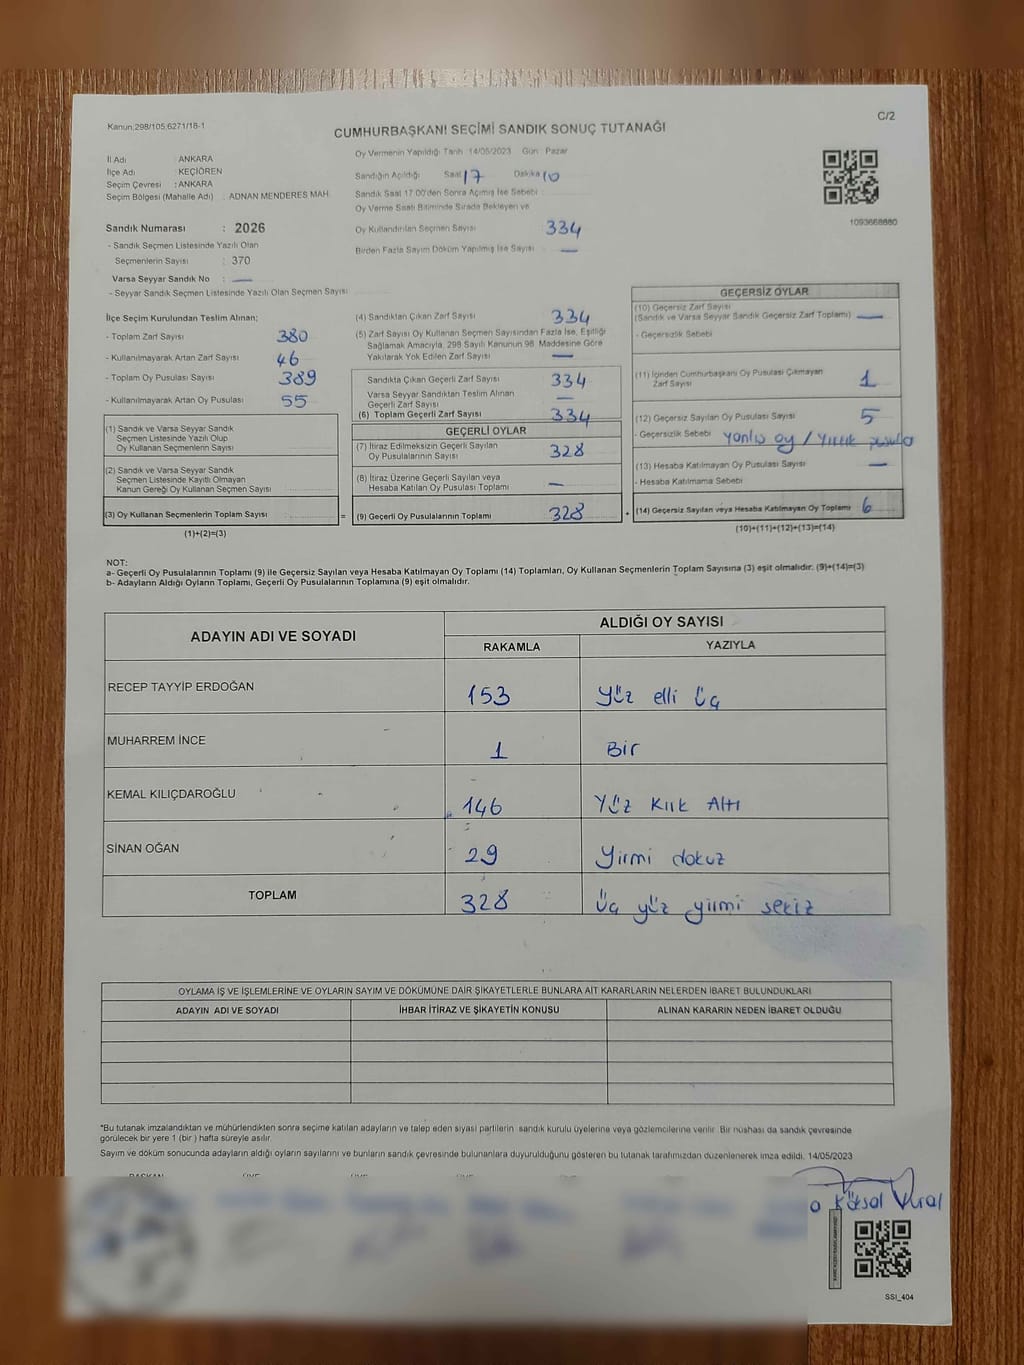 Kanun;298/105;6271/18-1
C/2
CUMHURBAŞKANI SEÇİMİ SANDIK SONUÇ TUTANAĞI
Oy Vermenin Yapıldığı Tarih :14/05/2023 Gün : Pazar
İl Adı : ANKARA
İlçe Adı : KEÇİÖREN
Seçim Çevresi : ANKARA
Seçim Bölgesi (Mahalle Adı) : ADNAN MENDERES MAH.
Sandığın Açıldığı Saat 17 Dakika 10
Sandık Saat 17:00'den Sonra Açılmış İse Sebebi :
Oy Verme Saati Bitiminde Sırada Bekleyen ve
Oy Kullandırılan Seçmen Sayısı 334
Birden Fazla Sayım Döküm Yapılmış İse Sayısı : —
1093668680
Sandık Numarası : 2026
- Sandık Seçmen Listesinde Yazılı Olan
Seçmenlerin Sayısı : 370
Varsa Seyyar Sandık No : —
- Seyyar Sandık Seçmen Listesinde Yazılı Olan Seçmen Sayısı:
İlçe Seçim Kurulundan Teslim Alınan;
- Toplam Zarf Sayısı 380
- Kullanılmayarak Artan Zarf Sayısı 46
- Toplam Oy Pusulası Sayısı 389
- Kullanılmayarak Artan Oy Pusulası 55
(1) Sandık ve Varsa Seyyar Sandık
Seçmen Listesinde Yazılı Olup
Oy Kullanan Seçmenlerin Sayısı
(2) Sandık ve Varsa Seyyar Sandık
Seçmen Listesinde Kayıtlı Olmayan
Kanun Gereği Oy Kullanan Seçmen Sayısı
(3) Oy Kullanan Seçmenlerin Toplam Sayısı
(1)+(2)=(3)
(4) Sandıktan Çıkan Zarf Sayısı 334
(5) Zarf Sayısı Oy Kullanan Seçmen Sayısından Fazla İse, Eşitliği
Sağlamak Amacıyla, 298 Sayılı Kanunun 98. Maddesine Göre
Yakılarak Yok Edilen Zarf Sayısı —
Sandıkta Çıkan Geçerli Zarf Sayısı 334
Varsa Seyyar Sandıktan Teslim Alınan
Geçerli Zarf Sayısı —
(6) Toplam Geçerli Zarf Sayısı 334
GEÇERLİ OYLAR
(7) İtiraz Edilmeksizin Geçerli Sayılan
Oy Pusulalarının Sayısı 328
(8) İtiraz Üzerine Geçerli Sayılan veya
Hesaba Katılan Oy Pusulası Toplamı —
= (9) Geçerli Oy Pusulalarının Toplamı 328 +
GEÇERSİZ OYLAR
(10) Geçersiz Zarf Sayısı
(Sandık ve Varsa Seyyar Sandık Geçersiz Zarf Toplamı) —
- Geçersizlik Sebebi
(11) İçinden Cumhurbaşkanı Oy Pusulası Çıkmayan
Zarf Sayısı 1
(12) Geçersiz Sayılan Oy Pusulası Sayısı 5
- Geçersizlik Sebebi Yanlış oy / Yırtık pusula
(13) Hesaba Katılmayan Oy Pusulası Sayısı —
- Hesaba Katılmama Sebebi
(14) Geçersiz Sayılan veya Hesaba Katılmayan Oy Toplamı 6
(10)+(11)+(12)+(13)=(14)
NOT:
a- Geçerli Oy Pusulalarının Toplamı (9) ile Geçersiz Sayılan veya Hesaba Katılmayan Oy Toplamı (14) Toplamları, Oy Kullanan Seçmenlerin Toplam Sayısına (3) eşit olmalıdır. (9)+(14)=(3)
b- Adayların Aldığı Oyların Toplamı, Geçerli Oy Pusulalarının Toplamına (9) eşit olmalıdır.
ADAYIN ADI VE SOYADI
ALDIĞI OY SAYISI
RAKAMLA YAZIYLA
RECEP TAYYİP ERDOĞAN 153 Yüz elli üç
MUHARREM İNCE 1 Bir
KEMAL KILIÇDAROĞLU 146 Yüz Kırk Altı
SİNAN OĞAN 29 Yirmi dokuz
TOPLAM 328 Üç yüz yirmi sekiz
OYLAMA İŞ VE İŞLEMLERİNE VE OYLARIN SAYIM VE DÖKÜMÜNE DAİR ŞİKAYETLERLE BUNLARA AİT KARARLARIN NELERDEN İBARET BULUNDUKLARI
ADAYIN ADI VE SOYADI İHBAR İTİRAZ VE ŞİKAYETİN KONUSU ALINAN KARARIN NEDEN İBARET OLDUĞU
*Bu tutanak imzalandıktan ve mühürlendikten sonra seçime katılan adayların ve talep eden siyasi partilerin sandık kurulu üyelerine veya gözlemcilerine verilir. Bir nüshası da sandık çevresinde
görülecek bir yere 1 (bir ) hafta süreyle asılır.
Sayım ve döküm sonucunda adayların aldığı oyların sayılarını ve bunların sandık çevresinde bulunanlara duyurulduğunu gösteren bu tutanak tarafımızdan düzenlenerek imza edildi. 14/05/2023
BAŞKAN ÜYE ÜYE ÜYE ÜYE
Köksal Vural
SSI_404